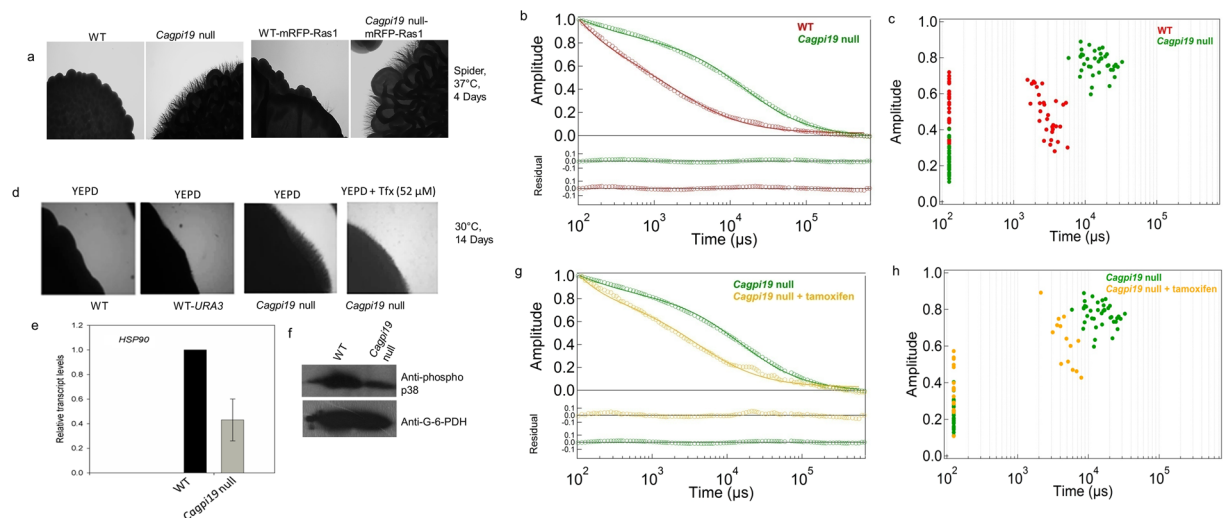 a
WT
Cagpi19 null
WT-mRFP-Ras1
Cagpi19
null-
mRFP-Ras1
Spider,
37°C,
4 Days
b
WT
Cagpi19 null
Amplitude
1.0
0.8
0.6
0.4
0.2
0.0
Residual
0.1
0.0
-0.1
0.1
0.0
-0.1
10²
10³
10⁴
10⁵
Time (µs)
c
WT
Cagpi19 null
Amplitude
1.0
0.8
0.6
0.4
0.2
0.0
10²
10³
10⁴
10⁵
Time (µs)
d
YEPD
YEPD
YEPD
YEPD + Tfx (52 µM)
30°C,
14 Days
WT
WT-URA3
Cagpi19 null
Cagpi19 null
e
HSP90
Relative transcript levels
1.2
1.0
0.8
0.6
0.4
0.2
0.0
WT
Cagpi19 null
f
WT
Cagpi19
null
Anti-phospho
p38
Anti-G-6-PDH
g
Cagpi19 null
Cagpi19 null + tamoxifen
Amplitude
1.0
0.8
0.6
0.4
0.2
0.0
Residual
0.1
0.0
-0.1
0.1
0.0
-0.1
10²
10³
10⁴
10⁵
Time (µs)
h
Cagpi19 null
Cagpi19 null + tamoxifen
Amplitude
1.0
0.8
0.6
0.4
0.2
0.0
10²
10³
10⁴
10⁵
Time (µs)